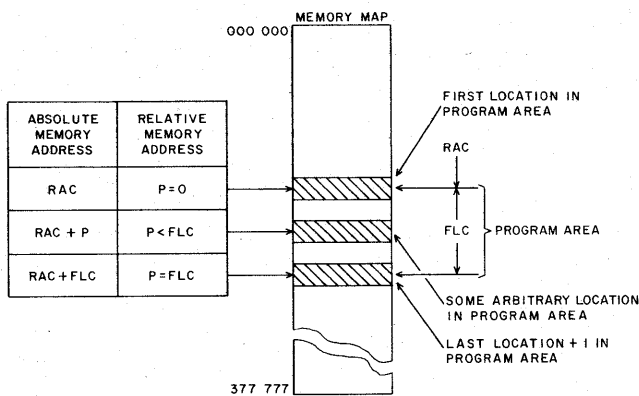 MEMORY MAP
000 000
ABSOLUTE
MEMORY
ADDRESS
RELATIVE
MEMORY
ADDRESS
RAC
P=0
RAC + P
P<FLC
RAC+FLC
P=FLC
FIRST LOCATION IN
PROGRAM AREA
RAC
FLC
PROGRAM AREA
SOME ARBITRARY LOCATION
IN PROGRAM AREA
LAST LOCATION + 1 IN
PROGRAM AREA
377 777